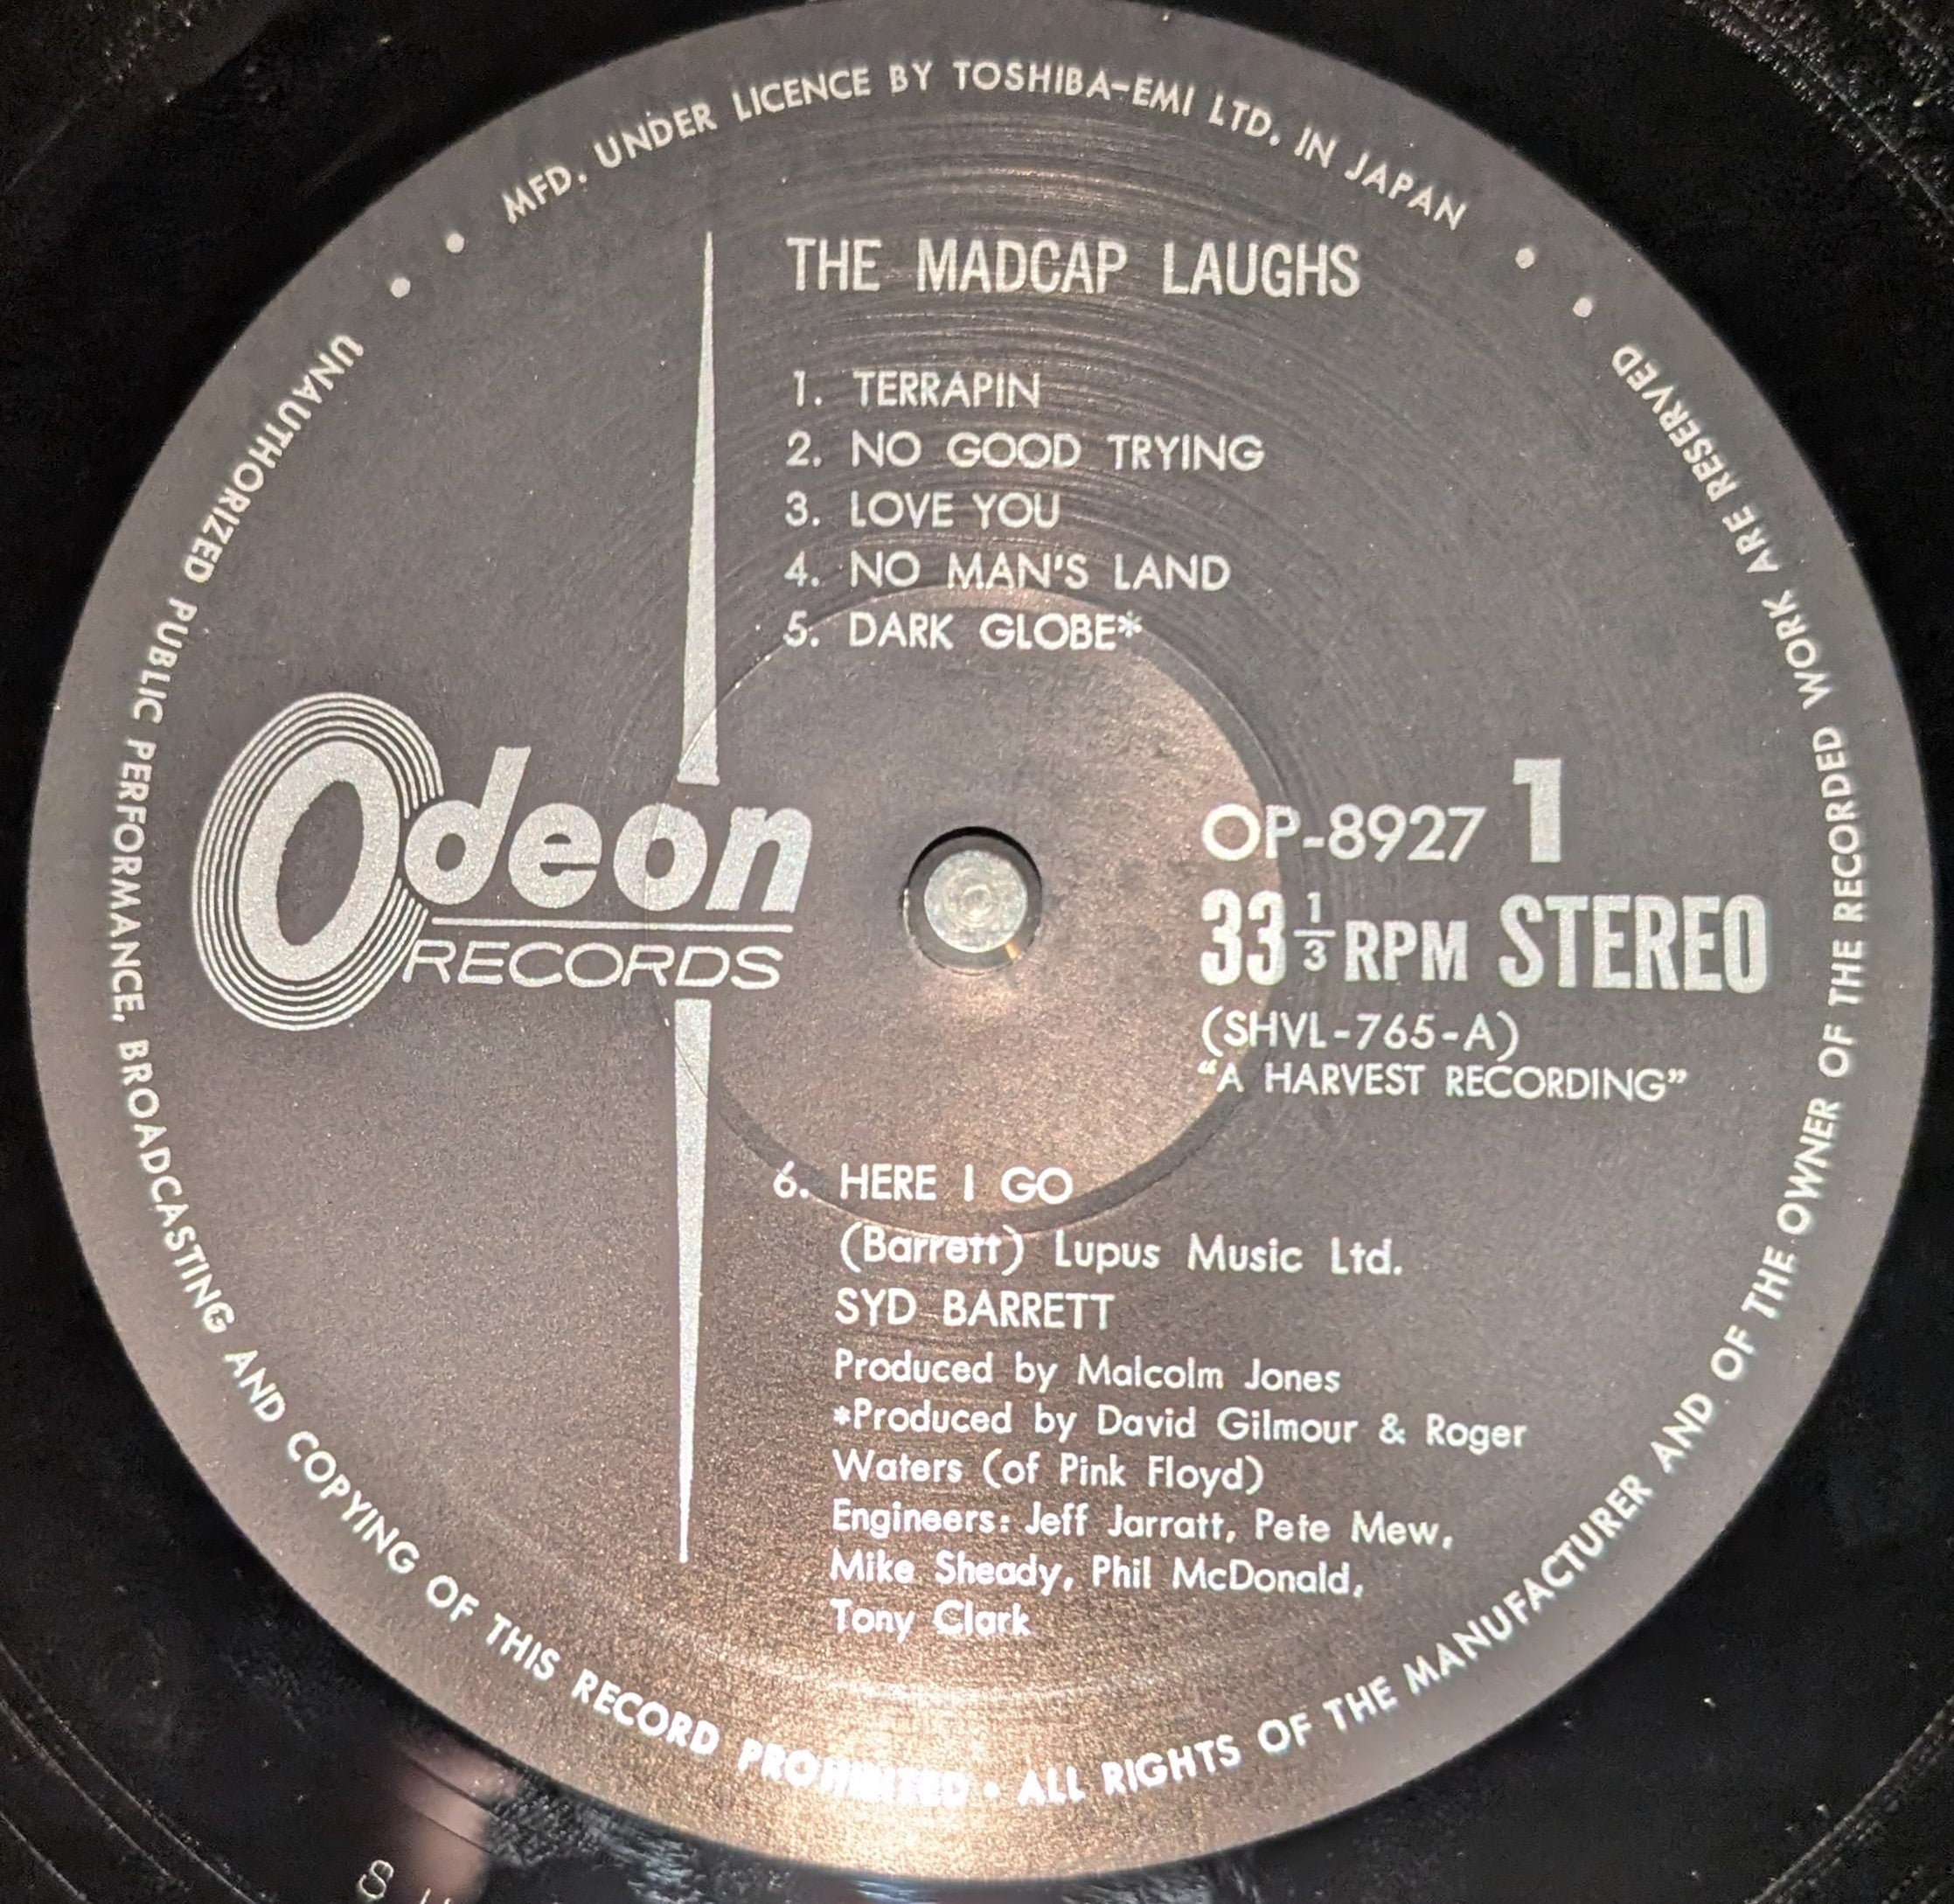 MFD. UNDER LICENCE BY TOSHIBA-EMI LTD. IN JAPAN
THE MADCAP LAUGHS
1. TERRAPIN
2. NO GOOD TRYING
3. LOVE YOU
4. NO MAN'S LAND
5. DARK GLOBE*
Odeon
RECORDS
OP-8927 1
33 1/3 RPM STEREO
(SHVL-765-A)
“A HARVEST RECORDING”
6. HERE I GO
(Barrett) Lupus Music Ltd.
SYD BARRETT
Produced by Malcolm Jones
*Produced by David Gilmour & Roger
Waters (of Pink Floyd)
Engineers: Jeff Jarratt, Pete Mew,
Mike Sheady, Phil McDonald,
Tony Clark
UNAUTHORIZED PUBLIC PERFORMANCE, BROADCASTING AND COPYING OF THIS RECORD PROHIBITED • ALL RIGHTS OF THE MANUFACTURER AND OF THE OWNER OF THE RECORDED WORK ARE RESERVED